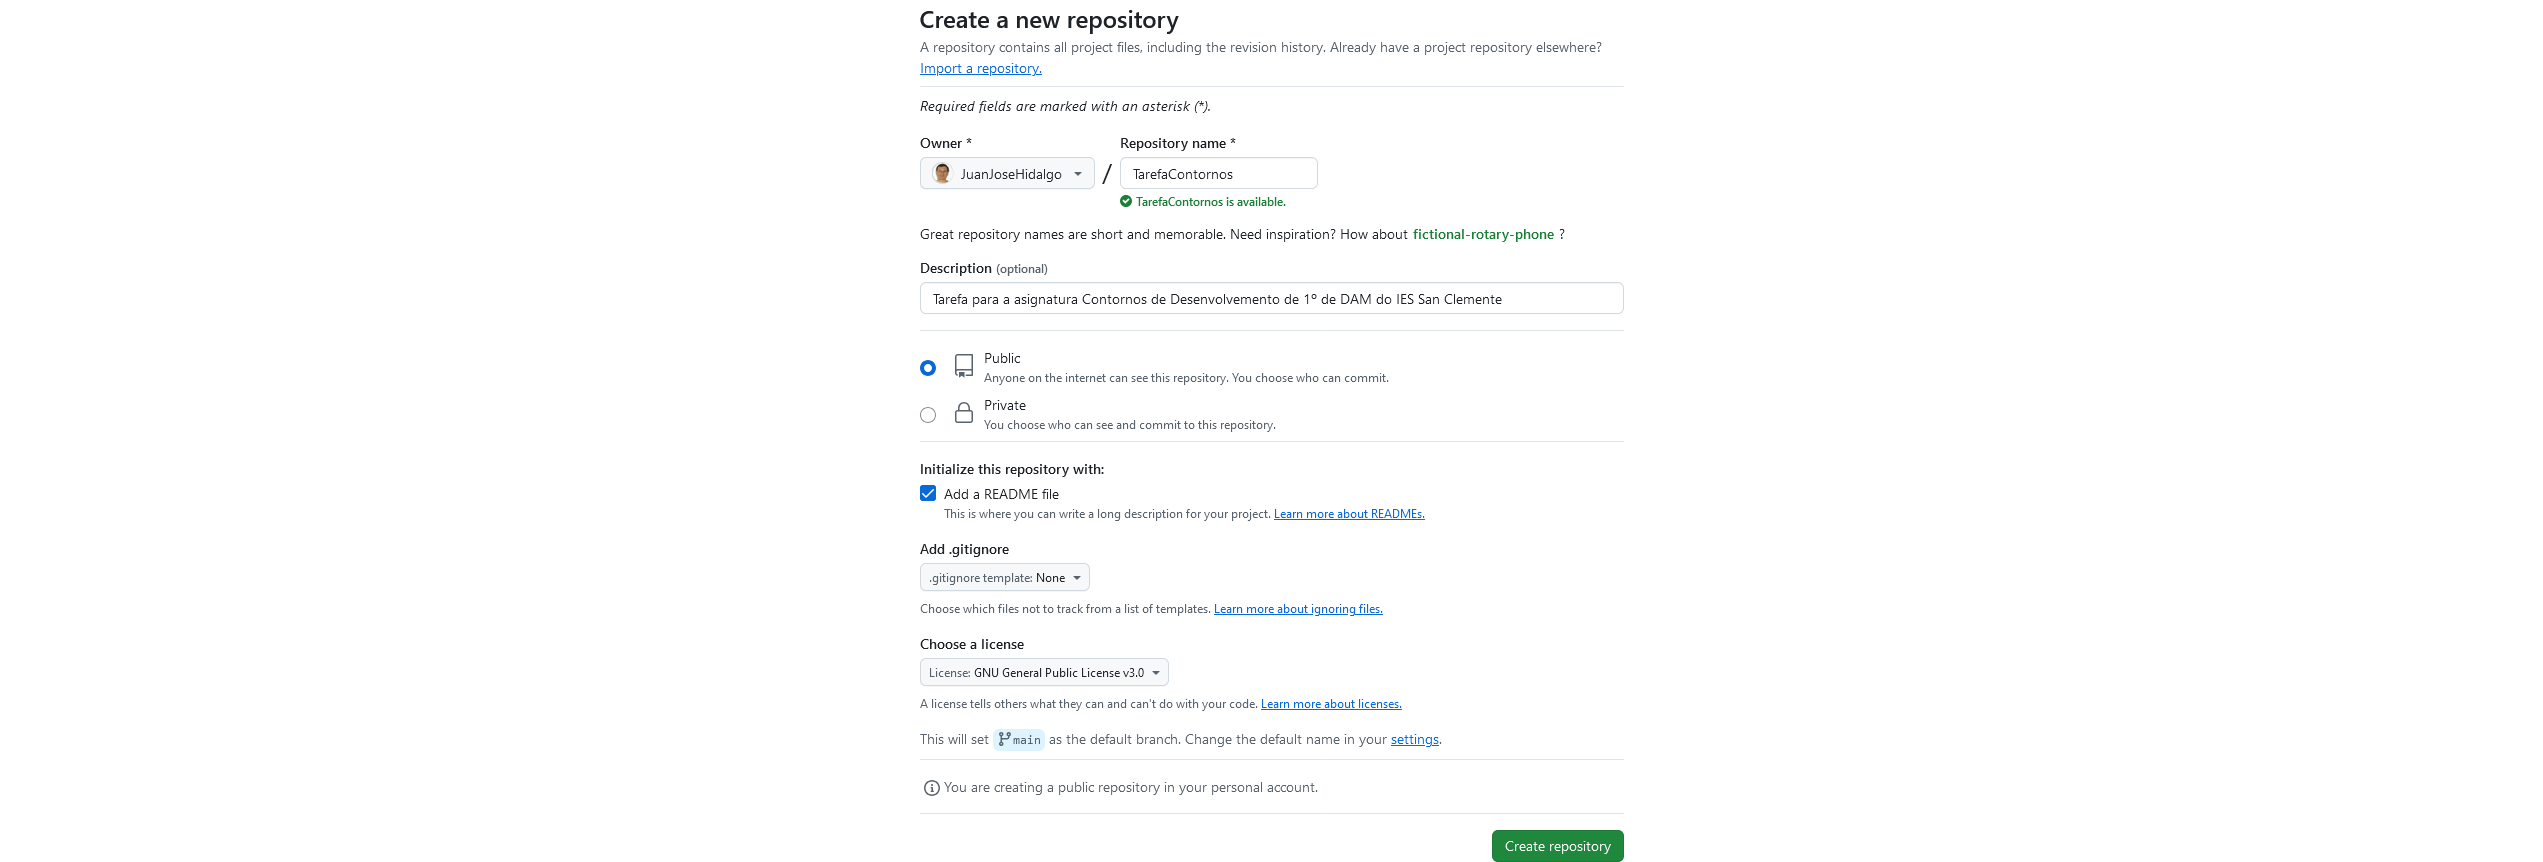 Create a new repository
A repository contains all project files, including the revision history. Already have a project repository elsewhere?
Import a repository.
Required fields are marked with an asterisk (*).
Owner *
Repository name *
JuanJoseHidalgo
/
TarefaContornos
TarefaContornos is available.
Great repository names are short and memorable. Need inspiration? How about fictional-rotary-phone ?
Description (optional)
Tarefa para a asignatura Contornos de Desenvolvemento de 1º de DAM do IES San Clemente
Public
Anyone on the internet can see this repository. You choose who can commit.
Private
You choose who can see and commit to this repository.
Initialize this repository with:
Add a README file
This is where you can write a long description for your project. Learn more about READMEs.
Add .gitignore
.gitignore template: None
Choose which files not to track from a list of templates. Learn more about ignoring files.
Choose a license
License: GNU General Public License v3.0
A license tells others what they can and can't do with your code. Learn more about licenses.
This will set main as the default branch. Change the default name in your settings.
You are creating a public repository in your personal account.
Create repository